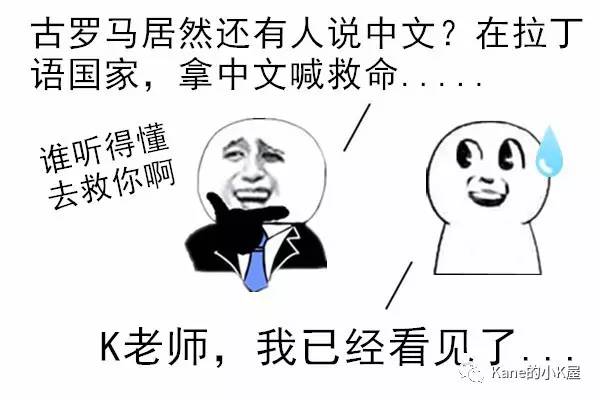 古罗马居然还有人说中文？在拉丁
语国家，拿中文喊救命.....
谁听得懂
去救你啊
K老师，我已经看见了...
Kane的小K屋